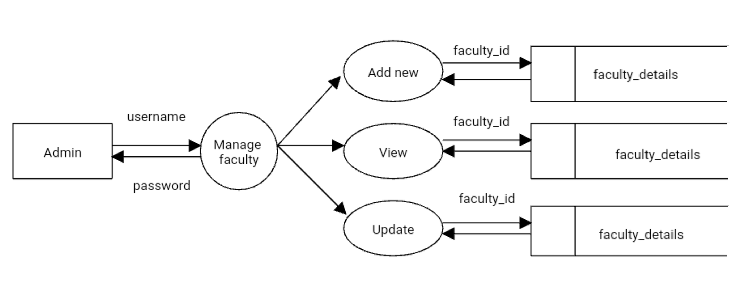 faculty_id
Add new
faculty_details
username
faculty_id
Admin
Manage
faculty
View
faculty_details
password
faculty_id
Update
faculty_details